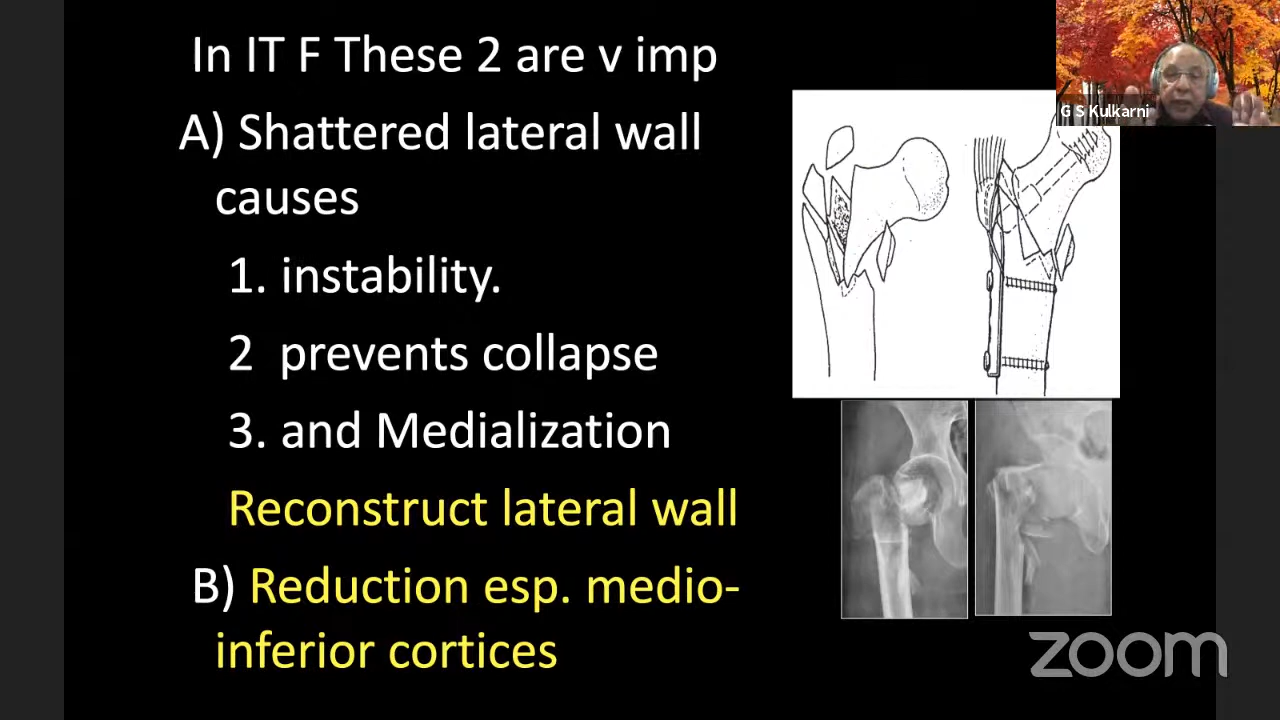 In IT F These 2 are v imp
A) Shattered lateral wall
causes
1. instability.
2 prevents collapse
3. and Medialization
Reconstruct lateral wall
B) Reduction esp. medio-
inferior cortices
G S Kulkarni
zoom